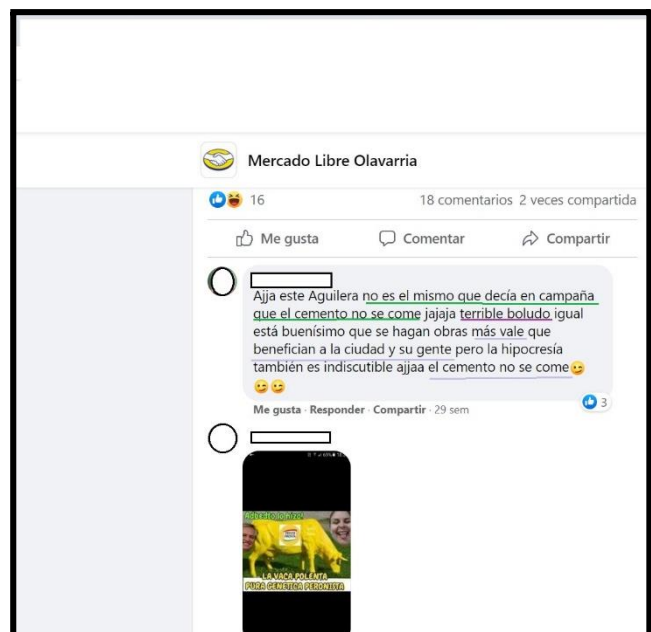 Mercado Libre Olavarria
16
18 comentarios 2 veces compartida
Me gusta
Comentar
Compartir
Ajja este Aguilera no es el mismo que decía en campaña
que el cemento no se come jajaja terrible boludo igual
está buenísimo que se hagan obras más vale que
benefician a la ciudad y su gente pero la hipocresía
también es indiscutible ajjaa el cemento no se come
Me gusta · Responder · Compartir · 29 sem
3
LA VACA POLENTA
PURA GENETICA PERONISTA